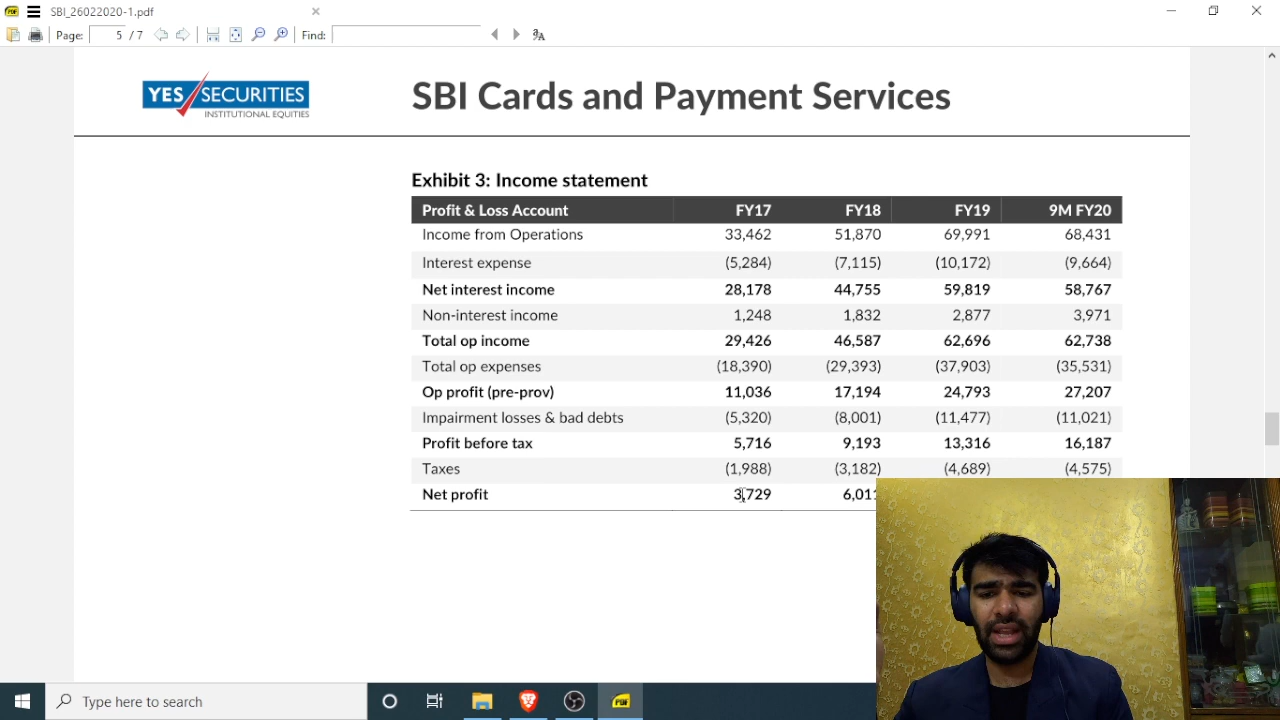 SBI_26022020-1.pdf
Page: 5 / 7 Find:
YES SECURITIES
INSTITUTIONAL EQUITIES
SBI Cards and Payment Services
Exhibit 3: Income statement
Profit & Loss Account FY17 FY18 FY19 9M FY20
Income from Operations 33,462 51,870 69,991 68,431
Interest expense (5,284) (7,115) (10,172) (9,664)
Net interest income 28,178 44,755 59,819 58,767
Non-interest income 1,248 1,832 2,877 3,971
Total op income 29,426 46,587 62,696 62,738
Total op expenses (18,390) (29,393) (37,903) (35,531)
Op profit (pre-prov) 11,036 17,194 24,793 27,207
Impairment losses & bad debts (5,320) (8,001) (11,477) (11,021)
Profit before tax 5,716 9,193 13,316 16,187
Taxes (1,988) (3,182) (4,689) (4,575)
Net profit 3,729 6,011
Type here to search
PDF